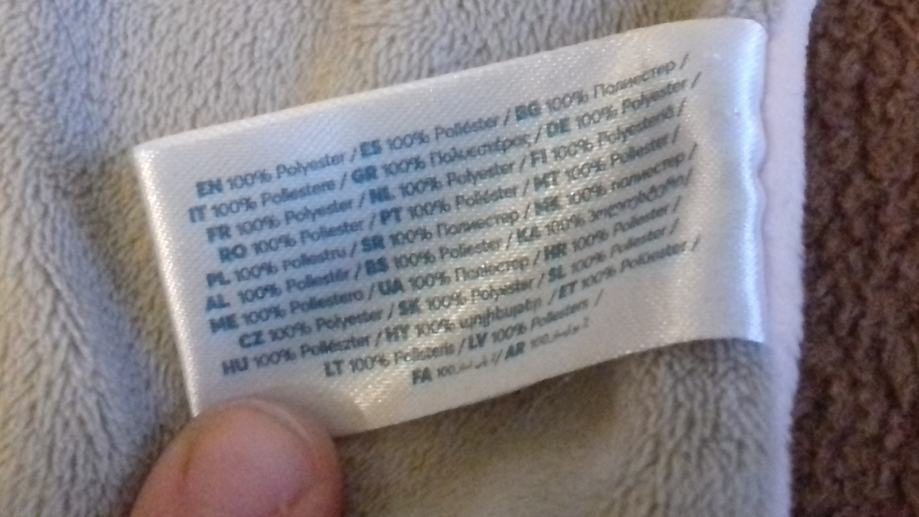 EN 100% Polyester / ES 100% Poliéster / BG 100% Полиестер /
IT 100% Poliestere / GR 100% Πολυεστέρας / DE 100% Polyester /
FR 100% Polyester / NL 100% Polyester / FI 100% Polyesteriä /
RO 100% Poliester / PT 100% Poliéster / MT 100% Poliester /
PL 100% Poliestru / SR 100% Полиестер / MK 100% полиестер /
AL 100% Poliestër / BS 100% Poliester / KA 100%
ME 100% Poliestero / UA 100% Поліестер / HR 100% Poliester /
CZ 100% Polyester / SK 100% Polyester / SL 100% Poliester /
HU 100% Poliészter / HY 100% / ET 100% Polüester /
LT 100% Poliesteris / LV 100% Poliesters /
FA 100 / AR 100